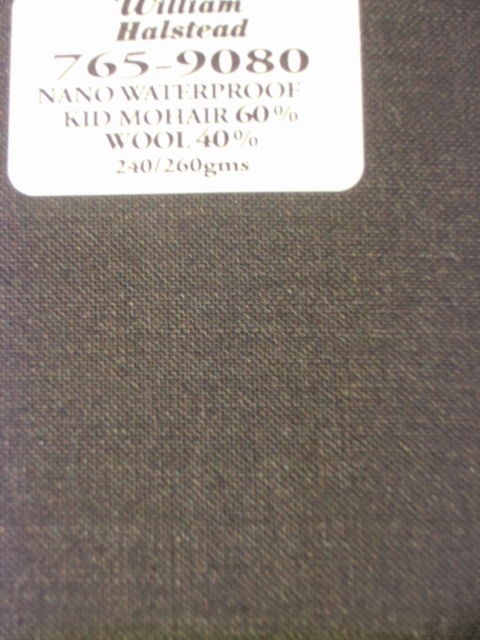 William
Halstead
765-9080
NANO WATERPROOF
KID MOHAIR 60%
WOOL 40%
240/260gms